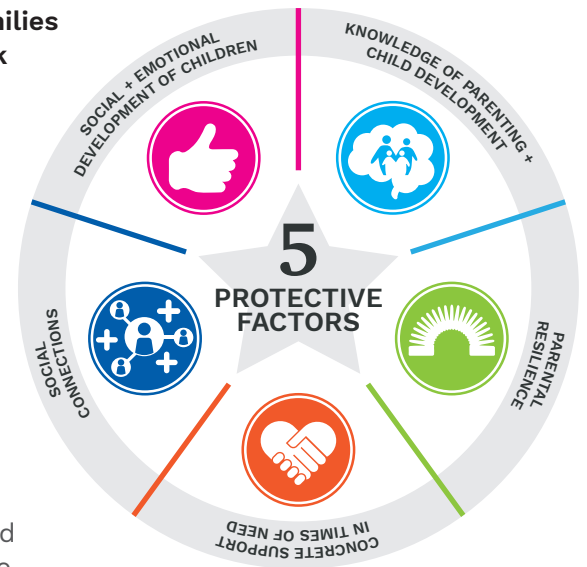 SOCIAL + EMOTIONAL
DEVELOPMENT OF CHILDREN
KNOWLEDGE OF PARENTING +
CHILD DEVELOPMENT
5
PROTECTIVE
FACTORS
SOCIAL
CONNECTIONS
PARENTAL
RESILIENCE
CONCRETE SUPPORT
IN TIMES OF NEED